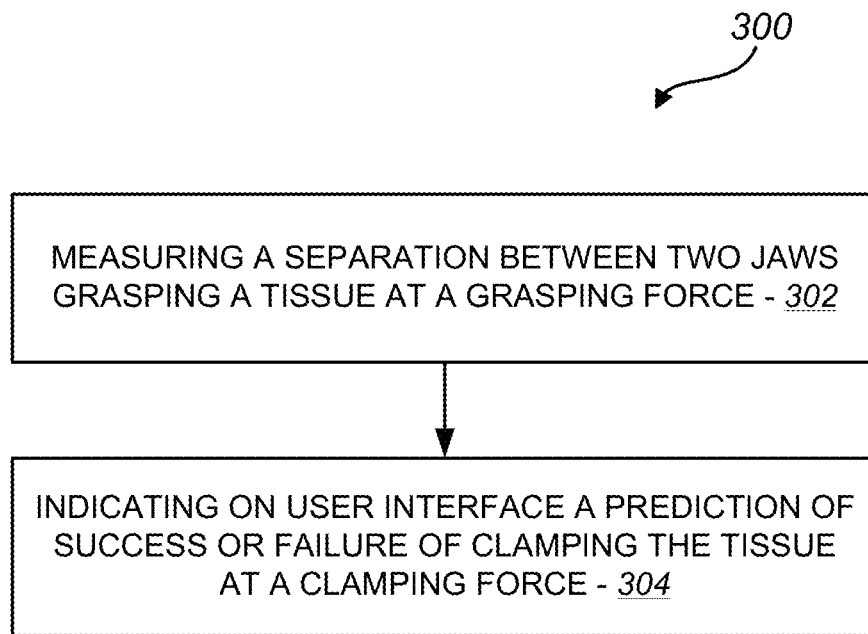 300
MEASURING A SEPARATION BETWEEN TWO JAWS
GRASPING A TISSUE AT A GRASPING FORCE - 302
INDICATING ON USER INTERFACE A PREDICTION OF
SUCCESS OR FAILURE OF CLAMPING THE TISSUE
AT A CLAMPING FORCE - 304